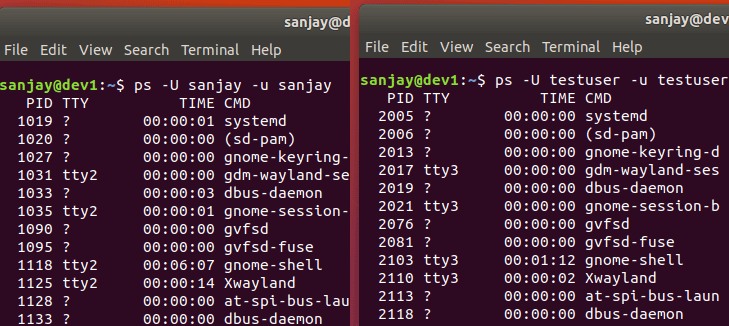 sanjay@d
File Edit View Search Terminal Help
sanjay@dev1:~$ ps -U sanjay -u sanjay
PID TTY TIME CMD
1019 ? 00:00:01 systemd
1020 ? 00:00:00 (sd-pam)
1027 ? 00:00:00 gnome-keyring-
1031 tty2 00:00:00 gdm-wayland-se
1033 ? 00:00:03 dbus-daemon
1035 tty2 00:00:01 gnome-session-
1090 ? 00:00:00 gvfsd
1095 ? 00:00:00 gvfsd-fuse
1118 tty2 00:06:07 gnome-shell
1125 tty2 00:00:14 Xwayland
1128 ? 00:00:00 at-spi-bus-laun
1133 ? 00:00:00 dbus-daemon
sanjay@dev
File Edit View Search Terminal Help
sanjay@dev1:~$ ps -U testuser -u testuser
PID TTY TIME CMD
2005 ? 00:00:00 systemd
2006 ? 00:00:00 (sd-pam)
2013 ? 00:00:00 gnome-keyring-d
2017 tty3 00:00:00 gdm-wayland-ses
2019 ? 00:00:00 dbus-daemon
2021 tty3 00:00:00 gnome-session-b
2076 ? 00:00:00 gvfsd
2081 ? 00:00:00 gvfsd-fuse
2103 tty3 00:01:12 gnome-shell
2110 tty3 00:00:02 Xwayland
2113 ? 00:00:00 at-spi-bus-laun
2118 ? 00:00:00 dbus-daemon